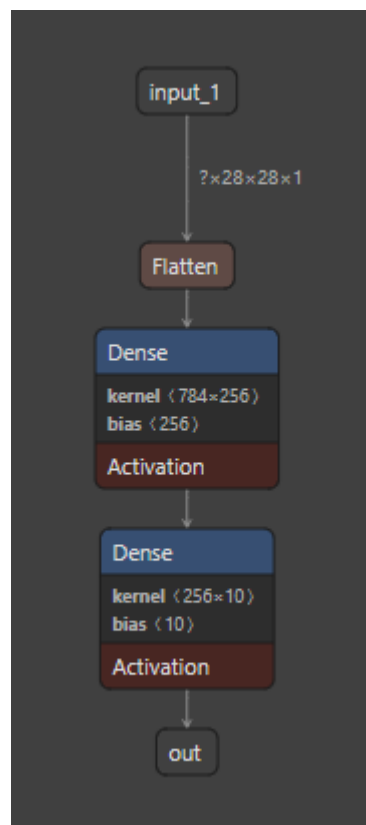 input_1
?×28×28×1
Flatten
Dense
kernel ⟨784×256⟩
bias ⟨256⟩
Activation
Dense
kernel ⟨256×10⟩
bias ⟨10⟩
Activation
out